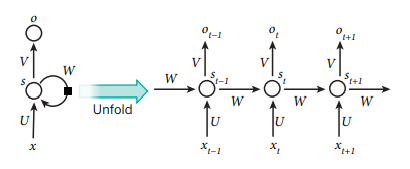 o
V
W
s
U
x
Unfold
o_{t–1} o_t o_{t+1}
V V V
W s_{t–1} s_t s_{t+1}
W W W
U U U
x_{t–1} x_t x_{t+1}